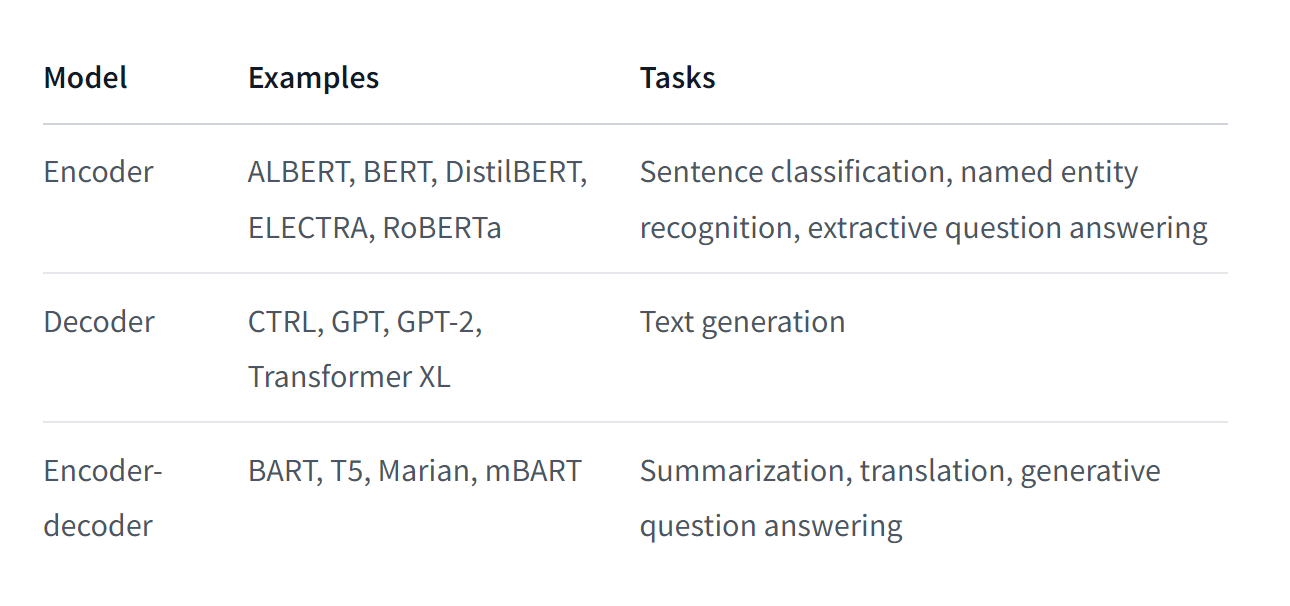 Model Examples Tasks
Encoder ALBERT, BERT, DistilBERT, Sentence classification, named entity
ELECTRA, RoBERTa recognition, extractive question answering
Decoder CTRL, GPT, GPT-2, Text generation
Transformer XL
Encoder- BART, T5, Marian, mBART Summarization, translation, generative
decoder question answering